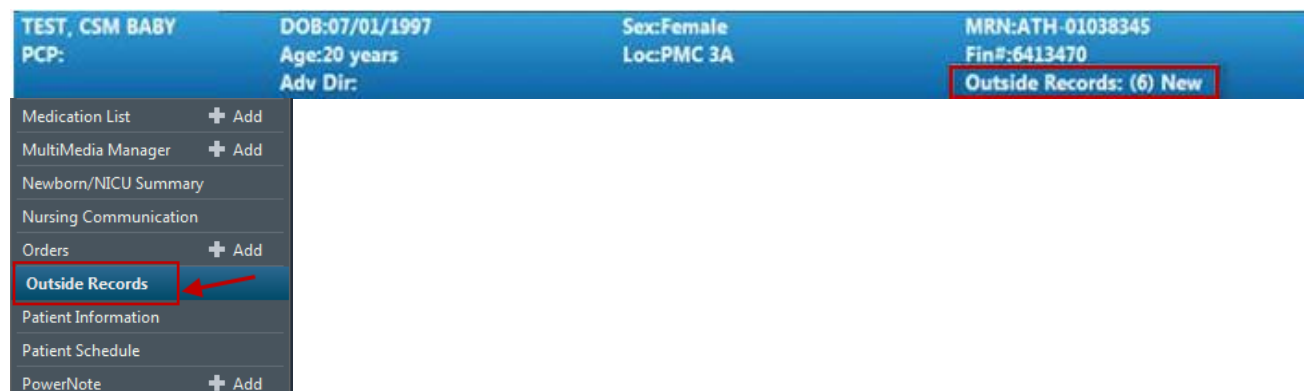 TEST, CSM BABY DOB:07/01/1997 Sex:Female MRN:ATH-01038345
PCP: Age:20 years Loc:PMC 3A Fin#:6413470
Adv Dir: Outside Records: (6) New
Medication List + Add
MultiMedia Manager + Add
Newborn/NICU Summary
Nursing Communication
Orders + Add
Outside Records
Patient Information
Patient Schedule
PowerNote + Add